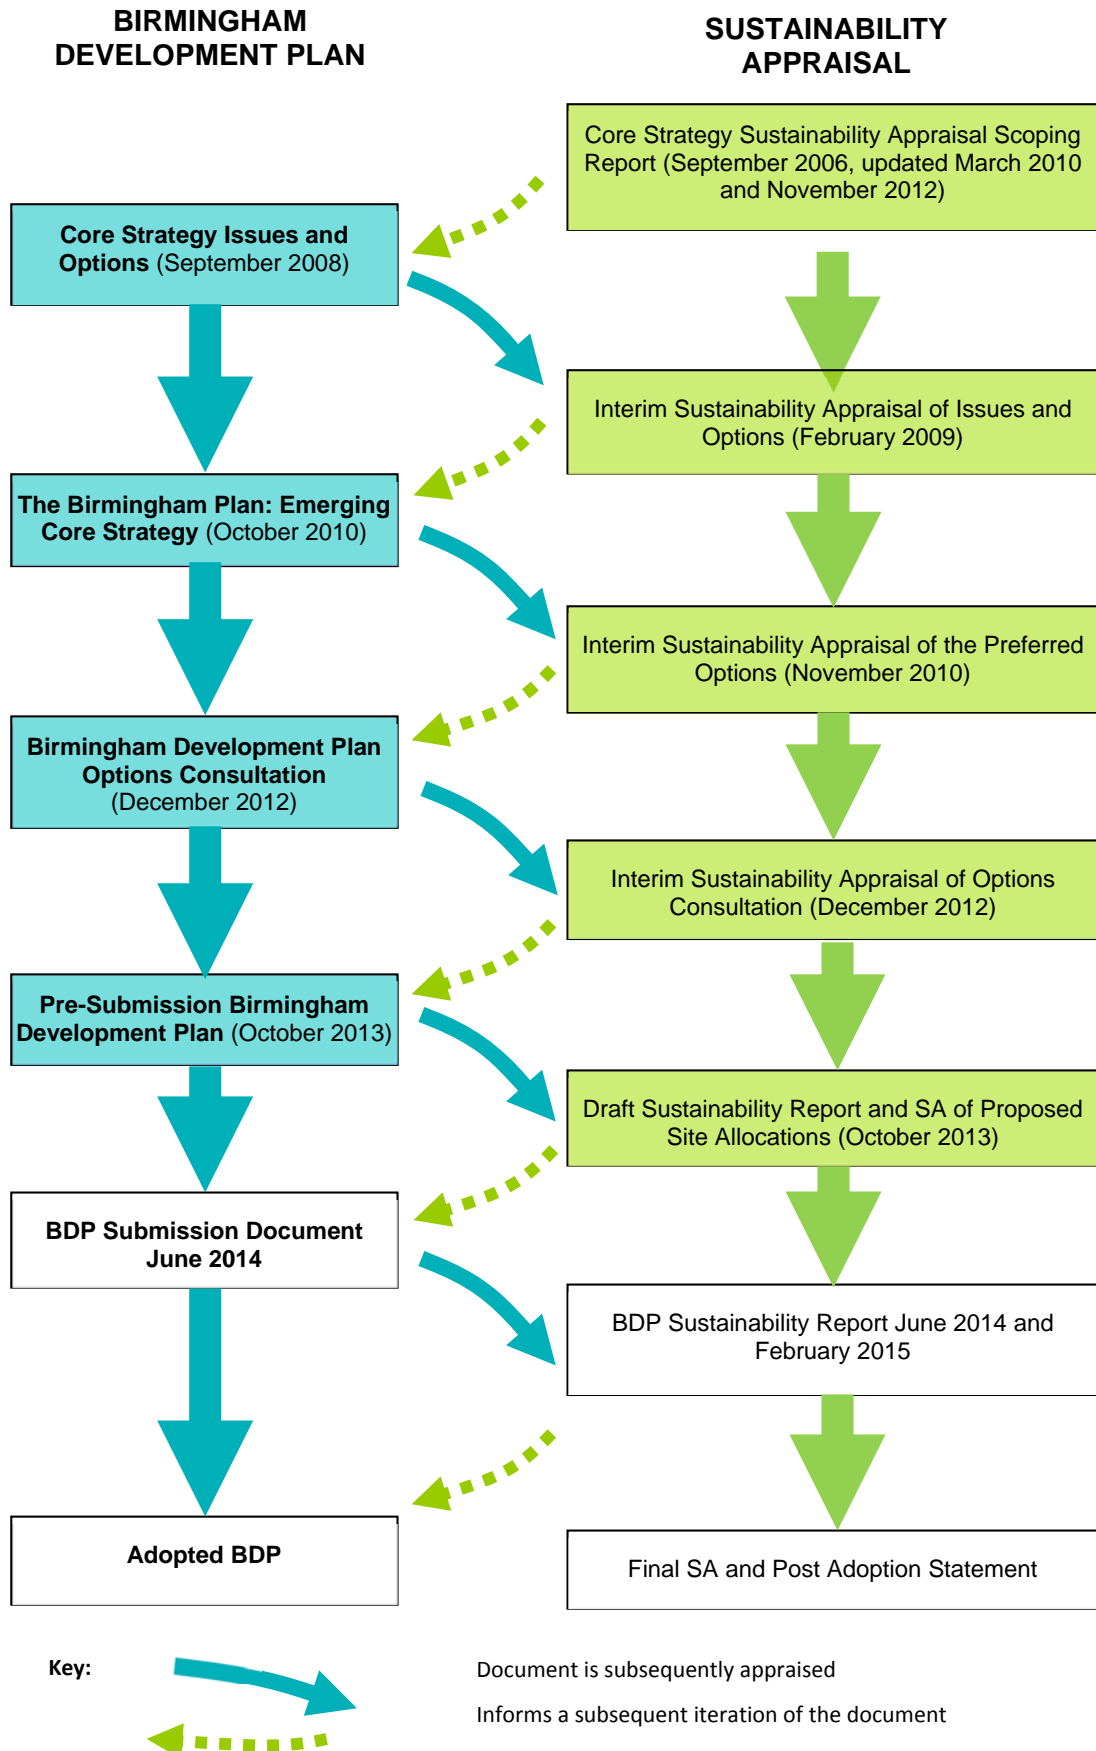 BIRMINGHAM
DEVELOPMENT PLAN
SUSTAINABILITY
APPRAISAL
Core Strategy Sustainability Appraisal Scoping
Report (September 2006, updated March 2010
and November 2012)
Core Strategy Issues and
Options (September 2008)
Interim Sustainability Appraisal of Issues and
Options (February 2009)
The Birmingham Plan: Emerging
Core Strategy (October 2010)
Interim Sustainability Appraisal of the Preferred
Options (November 2010)
Birmingham Development Plan
Options Consultation
(December 2012)
Interim Sustainability Appraisal of Options
Consultation (December 2012)
Pre-Submission Birmingham
Development Plan (October 2013)
Draft Sustainability Report and SA of Proposed
Site Allocations (October 2013)
BDP Submission Document
June 2014
BDP Sustainability Report June 2014 and
February 2015
Adopted BDP
Final SA and Post Adoption Statement
Key:
Document is subsequently appraised
Informs a subsequent iteration of the document